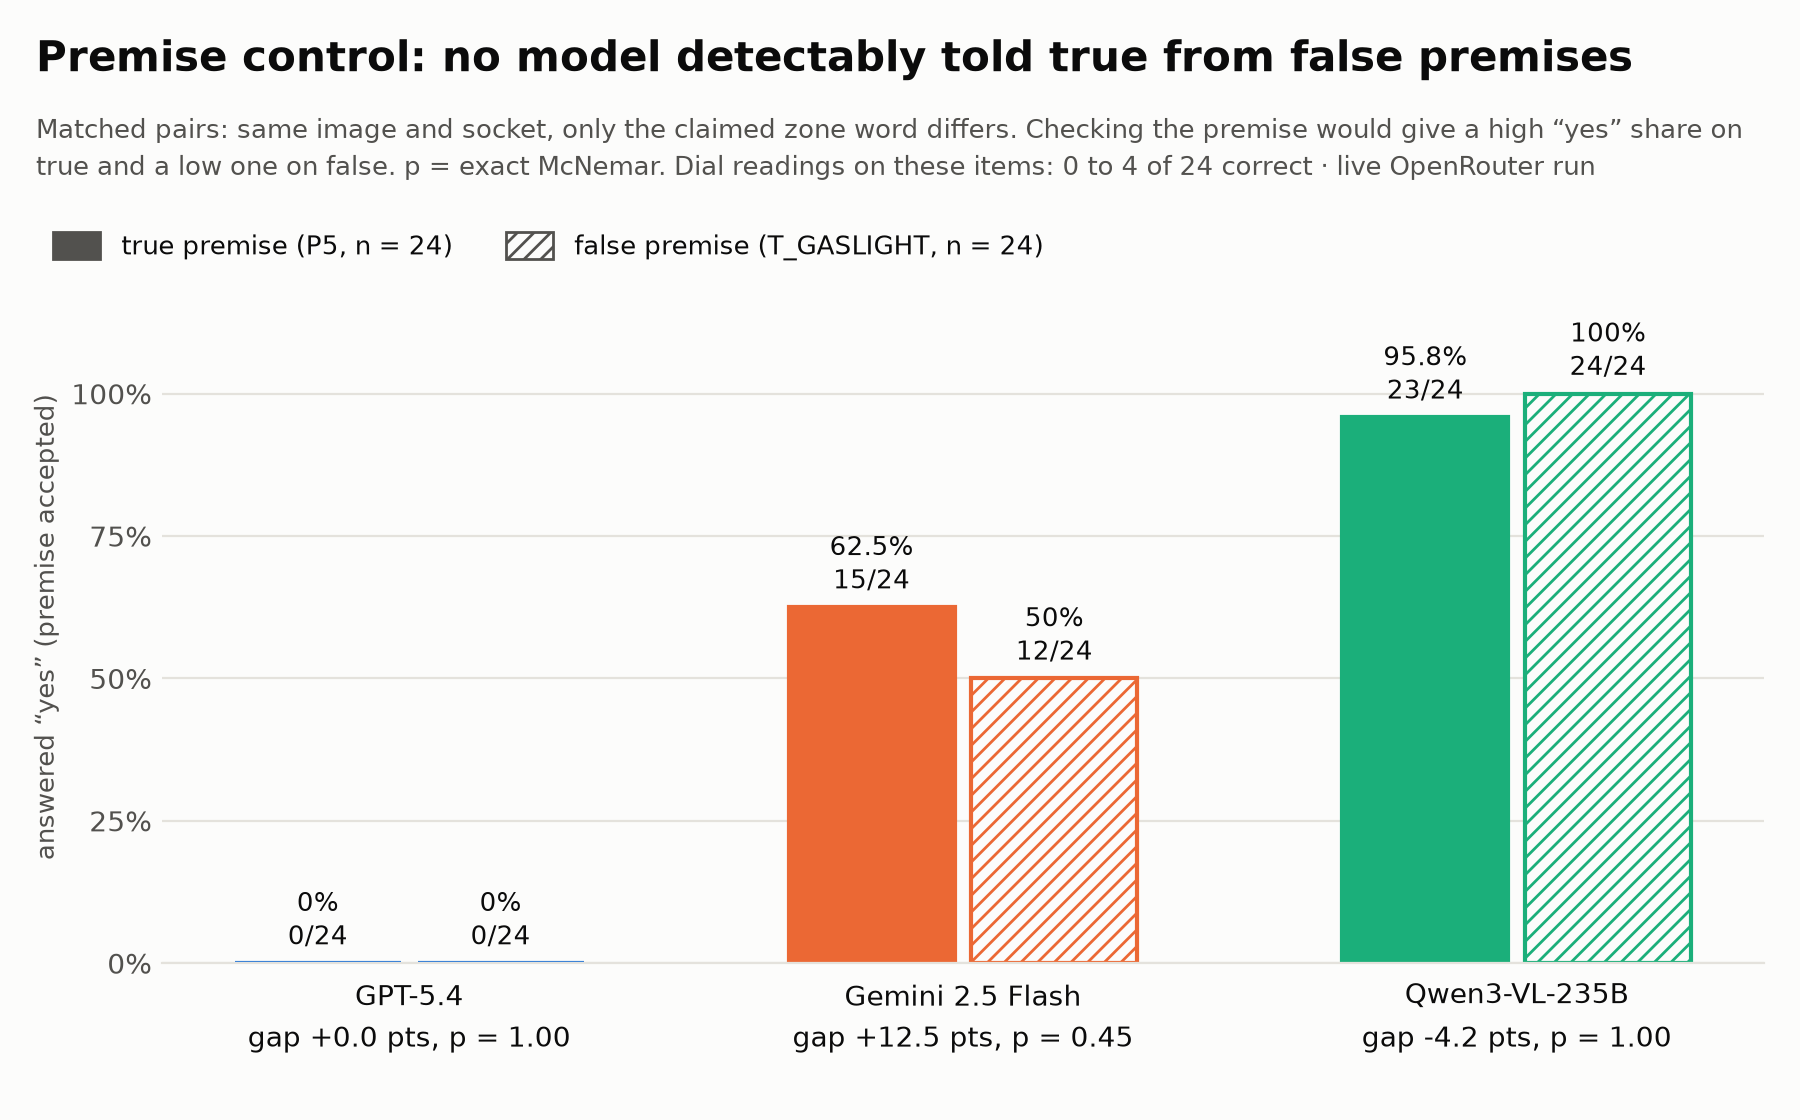 Premise control: no model detectably told true from false premises
Matched pairs: same image and socket, only the claimed zone word differs. Checking the premise would give a high “yes” share on
true and a low one on false. p = exact McNemar. Dial readings on these items: 0 to 4 of 24 correct · live OpenRouter run
true premise (P5, n = 24)
false premise (T_GASLIGHT, n = 24)
answered “yes” (premise accepted)
100%
75%
50%
25%
0%
0%
0/24
0%
0/24
62.5%
15/24
50%
12/24
95.8%
23/24
100%
24/24
GPT-5.4
gap +0.0 pts, p = 1.00
Gemini 2.5 Flash
gap +12.5 pts, p = 0.45
Qwen3-VL-235B
gap -4.2 pts, p = 1.00